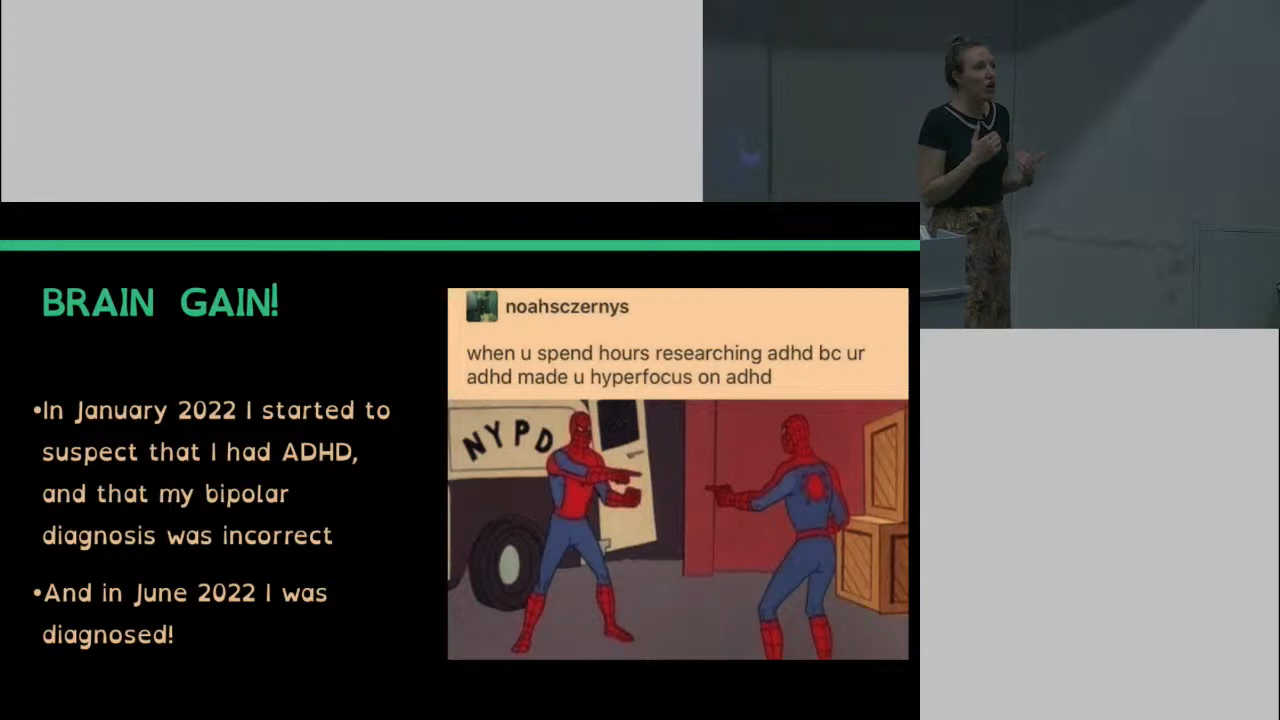 BRAIN GAIN!
•In January 2022 I started to
suspect that I had ADHD,
and that my bipolar
diagnosis was incorrect
•And in June 2022 I was
diagnosed!
noahsczernys
when u spend hours researching adhd bc ur
adhd made u hyperfocus on adhd
NYPD